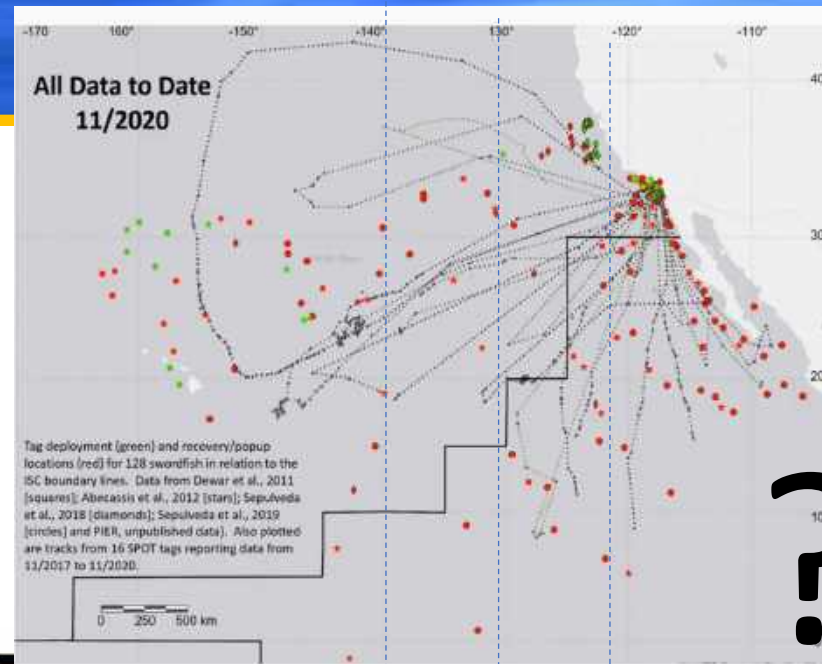 -170 160° -150° -140° 130° -120° -110°
All Data to Date
11/2020
40
30
20
10
Tag deployment (green) and recovery/popup
locations (red) for 128 swordfish in relation to the
ISC boundary lines. Data from Dewar et al., 2011
[squares]; Abecassis et al., 2012 [stars]; Sepulveda
et al., 2018 [diamonds]; Sepulveda et al., 2019
[circles] and PIER, unpublished data). Also plotted
are tracks from 16 SPOT tags reporting data from
11/2017 to 11/2020.
0 250 500 km
?